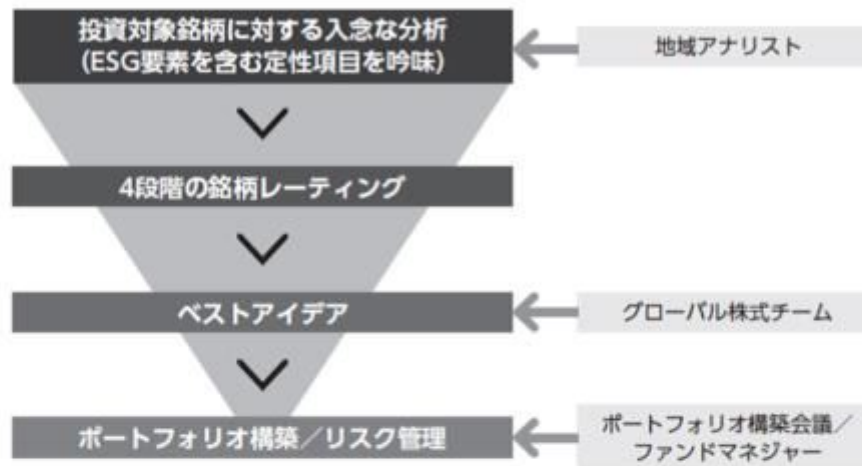 投資対象銘柄に対する入念な分析
(ESG要素を含む定性項目を吟味)
地域アナリスト
4段階の銘柄レーティング
ベストアイデア
グローバル株式チーム
ポートフォリオ構築／リスク管理
ポートフォリオ構築会議／
ファンドマネジャー